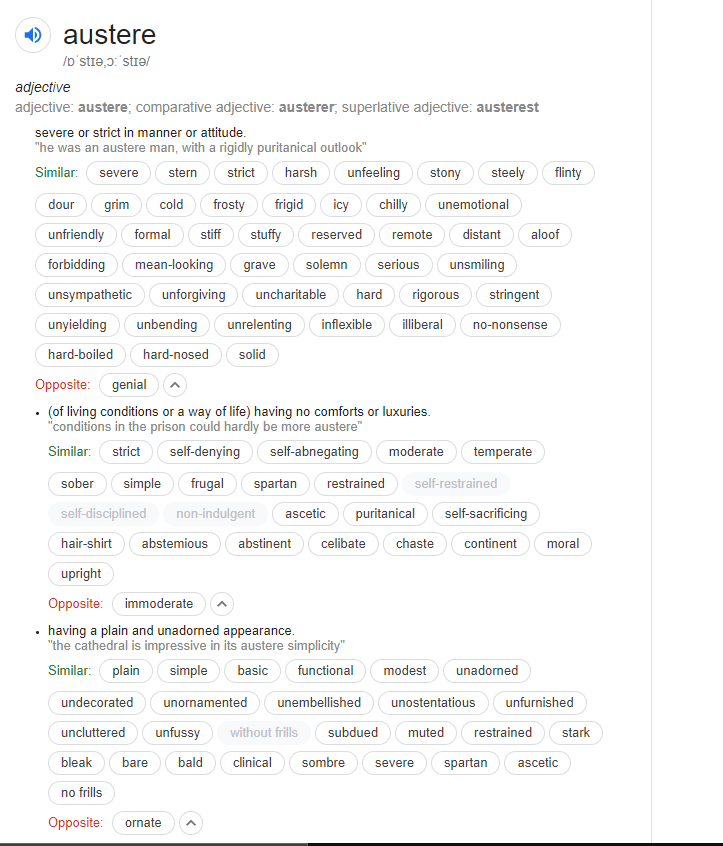 austere
/ɒˈstɪə,ɔːˈstɪə/
adjective
adjective: austere; comparative adjective: austerer; superlative adjective: austerest
severe or strict in manner or attitude.
"he was an austere man, with a rigidly puritanical outlook"
Similar: severe stern strict harsh unfeeling stony steely flinty
dour grim cold frosty frigid icy chilly unemotional
unfriendly formal stiff stuffy reserved remote distant aloof
forbidding mean-looking grave solemn serious unsmiling
unsympathetic unforgiving uncharitable hard rigorous stringent
unyielding unbending unrelenting inflexible illiberal no-nonsense
hard-boiled hard-nosed solid
Opposite: genial
• (of living conditions or a way of life) having no comforts or luxuries.
"conditions in the prison could hardly be more austere"
Similar: strict self-denying self-abnegating moderate temperate
sober simple frugal spartan restrained self-restrained
self-disciplined non-indulgent ascetic puritanical self-sacrificing
hair-shirt abstemious abstinent celibate chaste continent moral
upright
Opposite: immoderate
• having a plain and unadorned appearance.
"the cathedral is impressive in its austere simplicity"
Similar: plain simple basic functional modest unadorned
undecorated unornamented unembellished unostentatious unfurnished
uncluttered unfussy without frills subdued muted restrained stark
bleak bare bald clinical sombre severe spartan ascetic
no frills
Opposite: ornate